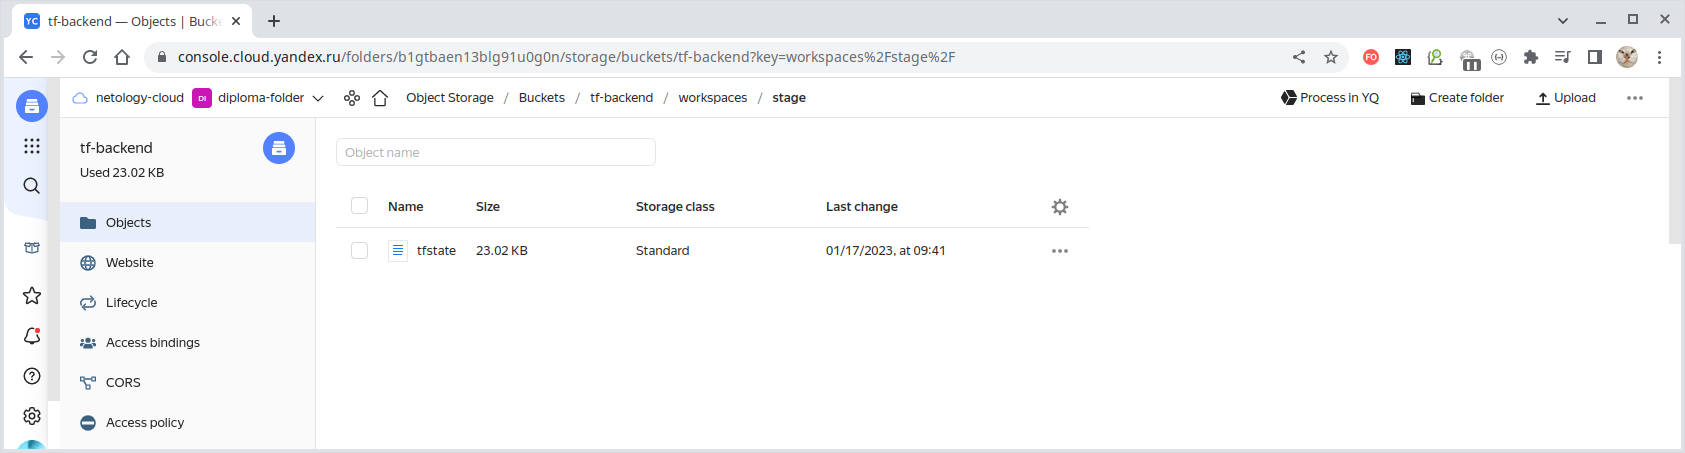 YC tf-backend — Objects | Bucke
console.cloud.yandex.ru/folders/b1gtbaen13blg91u0g0n/storage/buckets/tf-backend?key=workspaces%2Fstage%2F
FO
netology-cloud DI diploma-folder Object Storage / Buckets / tf-backend / workspaces / stage Process in YQ Create folder Upload
tf-backend
Used 23.02 KB
Object name
Name Size Storage class Last change
tfstate 23.02 KB Standard 01/17/2023, at 09:41
Objects
Website
Lifecycle
Access bindings
CORS
Access policy